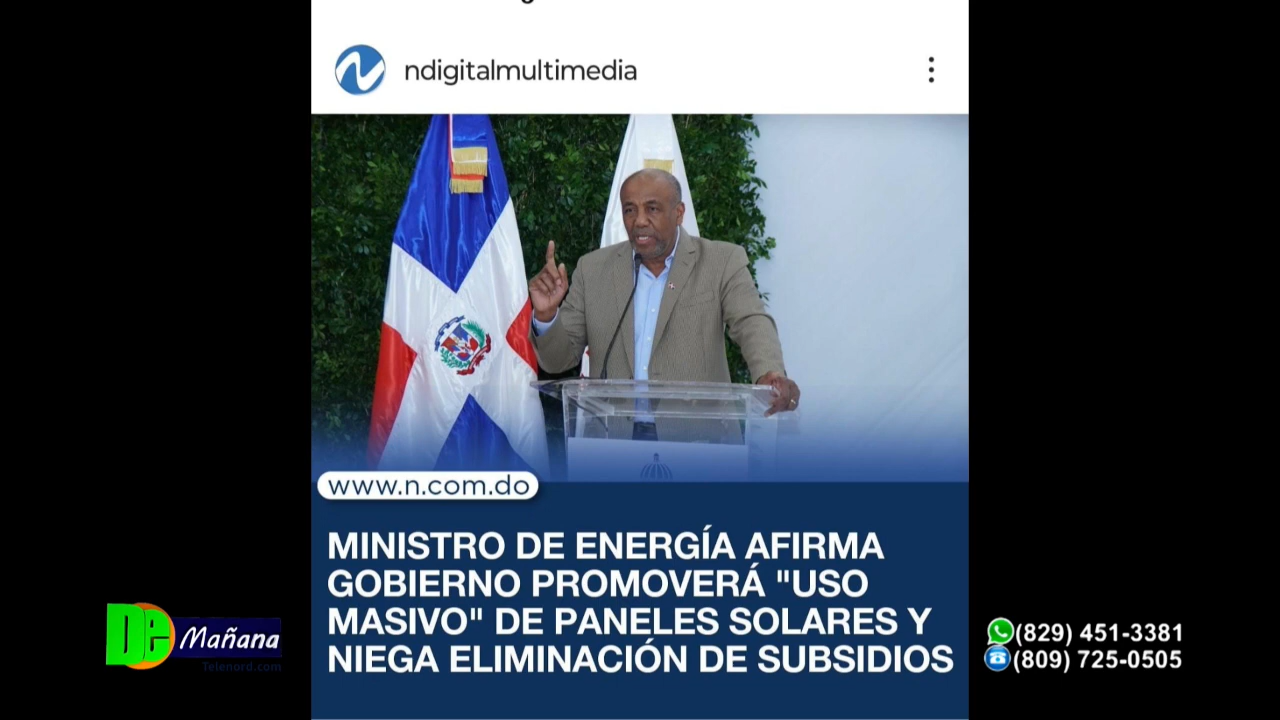 ndigitalmultimedia
www.n.com.do
MINISTRO DE ENERGÍA AFIRMA
GOBIERNO PROMOVERÁ "USO
MASIVO" DE PANELES SOLARES Y
NIEGA ELIMINACIÓN DE SUBSIDIOS
De Mañana
Telenord.com
(829) 451-3381
(809) 725-0505